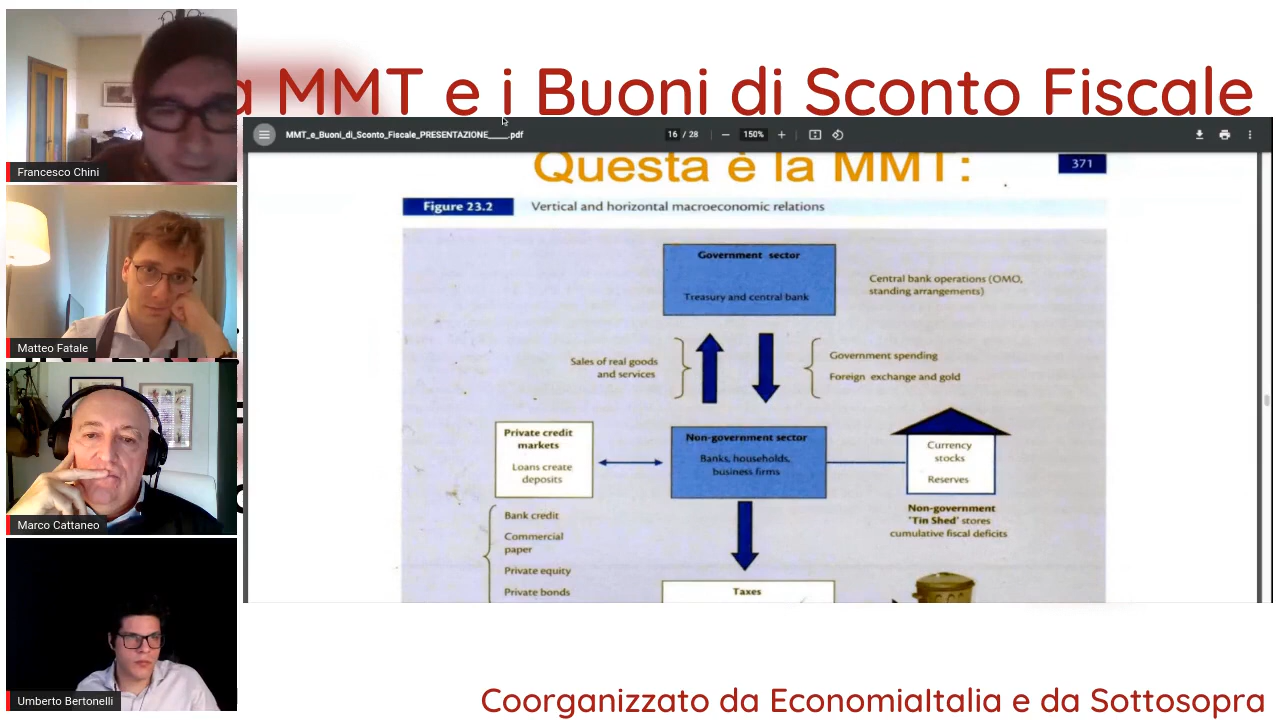 a MMT e i Buoni di Sconto Fiscale
MMT_e_Buoni_di_Sconto_Fiscale_PRESENTAZIONE_____.pdf
16 / 28
150%
Questa è la MMT:
371
Figure 23.2
Vertical and horizontal macroeconomic relations
Government sector
Treasury and central bank
Central bank operations (OMO,
standing arrangements)
Sales of real goods
and services
Government spending
Foreign exchange and gold
Private credit
markets
Loans create
deposits
Non-government sector
Banks, households,
business firms
Currency
stocks
Reserves
Non-government
'Tin Shed' stores
cumulative fiscal deficits
Bank credit
Commercial
paper
Private equity
Private bonds
Taxes
Francesco Chini
Matteo Fatale
Marco Cattaneo
Umberto Bertonelli
Coorganizzato da EconomiaItalia e da Sottosopra